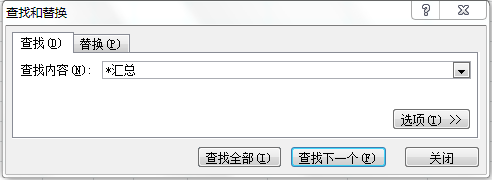 查找和替换
查找(D) 替换(P)
查找内容(N): *汇总
选项(T) >>
查找全部(I) 查找下一个(F) 关闭